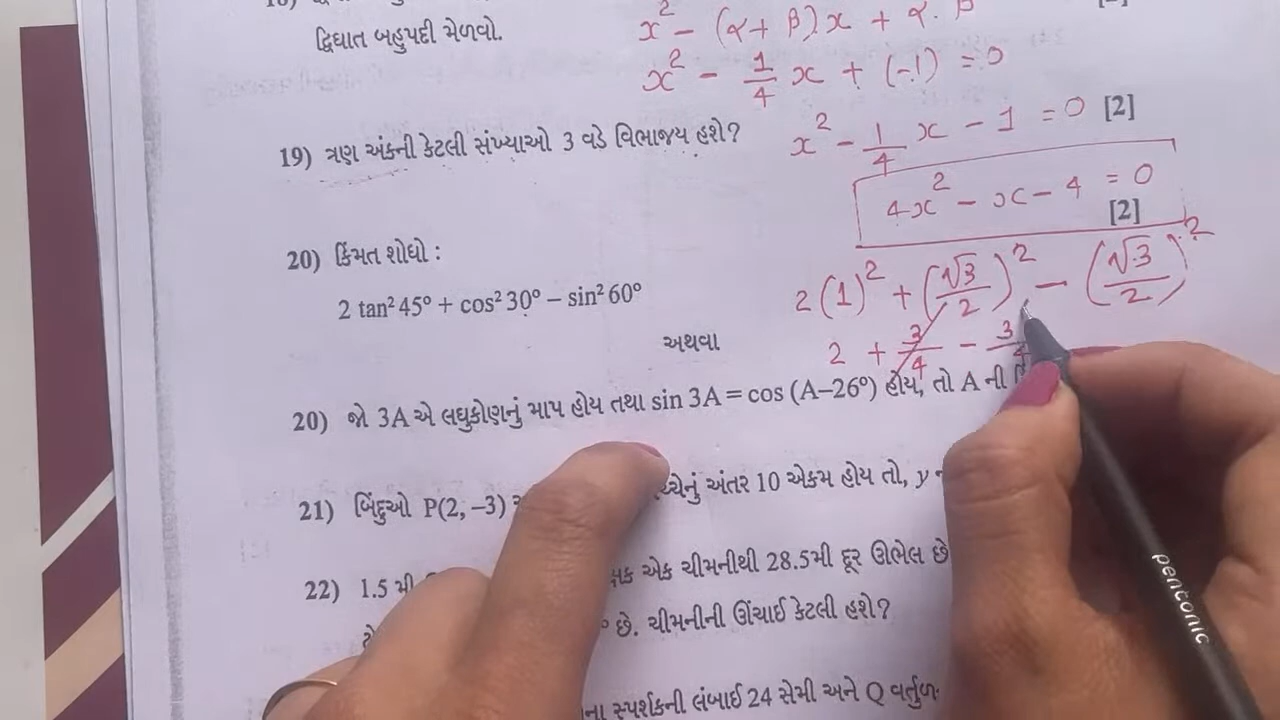 દ્વિઘાત બહુપદી મેળવો.
x² - (α + β)x + α . β
x² - 1/4 x + (-1) = 0
19) ત્રણ અંકની કેટલી સંખ્યાઓ 3 વડે વિભાજ્ય હશે?
x² - 1/4 x - 1 = 0 [2]
4x² - x - 4 = 0
[2]
20) કિંમત શોધો :
2 tan² 45° + cos² 30° – sin² 60°
2 (1)² + (√3/2)² - (√3/2)²
અથવા
2 + 3/4 - 3/4
20) જો 3A એ લઘુકોણનું માપ હોય તથા sin 3A = cos (A–26°) હોય, તો A ની
21) બિંદુઓ P(2, –3) અંતર 10 એકમ હોય તો, y
22) 1.5 મી એક ચીમનીથી 28.5મી દૂર ઊભેલ છે
છે. ચીમનીની ઊંચાઈ કેટલી હશે?
સ્પર્શકની લંબાઈ 24 સેમી અને Q વર્તુળ
pentonic